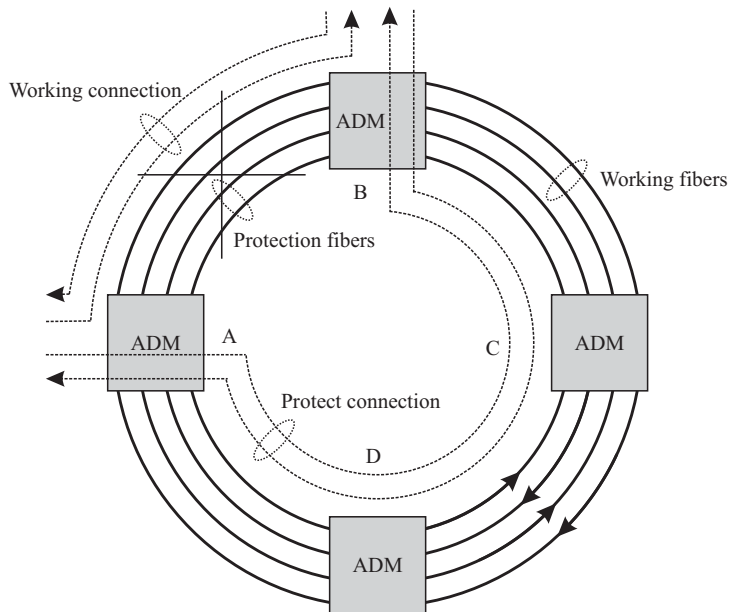 Working connection
ADM
B
Working fibers
Protection fibers
ADM
A
C
ADM
Protect connection
D
ADM